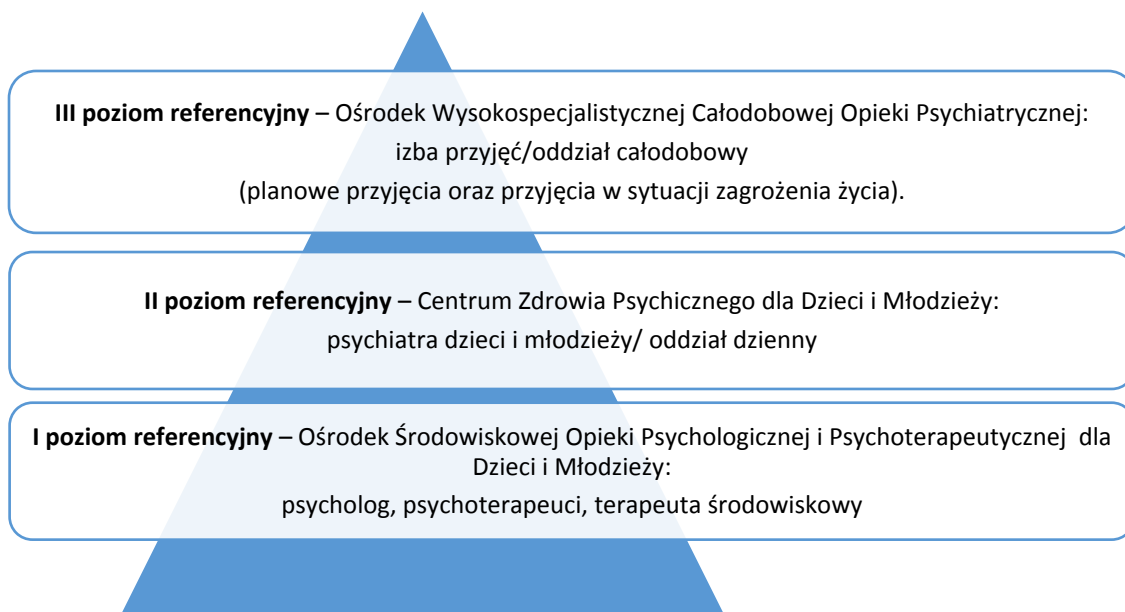 III poziom referencyjny – Ośrodek Wysokospecjalistycznej Całodobowej Opieki Psychiatrycznej:
izba przyjęć/oddział całodobowy
(planowe przyjęcia oraz przyjęcia w sytuacji zagrożenia życia).
II poziom referencyjny – Centrum Zdrowia Psychicznego dla Dzieci i Młodzieży:
psychiatra dzieci i młodzieży/ oddział dzienny
I poziom referencyjny – Ośrodek Środowiskowej Opieki Psychologicznej i Psychoterapeutycznej dla
Dzieci i Młodzieży:
psycholog, psychoterapeuci, terapeuta środowiskowy